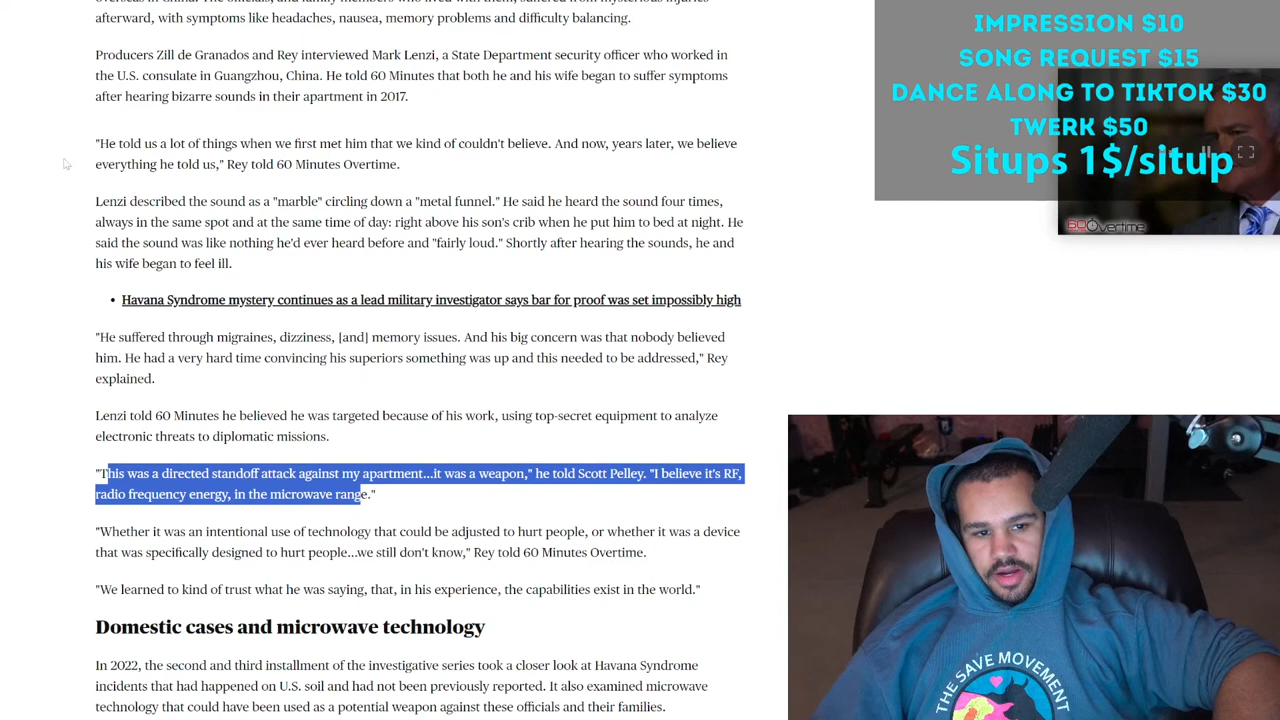 overseas in China. The officials, and family members who lived with them, suffered from mysterious injuries
afterward, with symptoms like headaches, nausea, memory problems and difficulty balancing.
Producers Zill de Granados and Rey interviewed Mark Lenzi, a State Department security officer who worked in
the U.S. consulate in Guangzhou, China. He told 60 Minutes that both he and his wife began to suffer symptoms
after hearing bizarre sounds in their apartment in 2017.
"He told us a lot of things when we first met him that we kind of couldn't believe. And now, years later, we believe
everything he told us," Rey told 60 Minutes Overtime.
Lenzi described the sound as a "marble" circling down a "metal funnel." He said he heard the sound four times,
always in the same spot and at the same time of day: right above his son's crib when he put him to bed at night. He
said the sound was like nothing he'd ever heard before and "fairly loud." Shortly after hearing the sounds, he and
his wife began to feel ill.
• Havana Syndrome mystery continues as a lead military investigator says bar for proof was set impossibly high
"He suffered through migraines, dizziness, [and] memory issues. And his big concern was that nobody believed
him. He had a very hard time convincing his superiors something was up and this needed to be addressed," Rey
explained.
Lenzi told 60 Minutes he believed he was targeted because of his work, using top-secret equipment to analyze
electronic threats to diplomatic missions.
"This was a directed standoff attack against my apartment...it was a weapon," he told Scott Pelley. "I believe it's RF,
radio frequency energy, in the microwave range."
"Whether it was an intentional use of technology that could be adjusted to hurt people, or whether it was a device
that was specifically designed to hurt people...we still don't know," Rey told 60 Minutes Overtime.
"We learned to kind of trust what he was saying, that, in his experience, the capabilities exist in the world."
Domestic cases and microwave technology
In 2022, the second and third installment of the investigative series took a closer look at Havana Syndrome
incidents that had happened on U.S. soil and had not been previously reported. It also examined microwave
technology that could have been used as a potential weapon against these officials and their families.
IMPRESSION $10
SONG REQUEST $15
DANCE ALONG TO TIKTOK $30
TWERK $50
Situps 1$/situp
60 Overtime
THE SAVE MOVEMENT